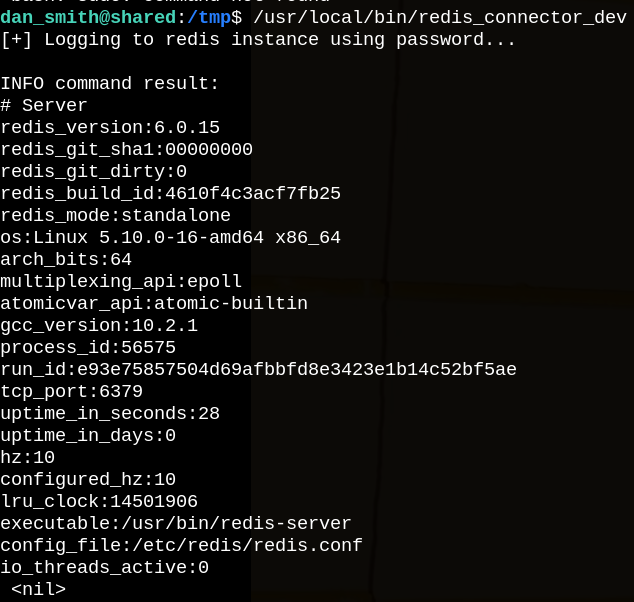 dan_smith@shared:/tmp$ /usr/local/bin/redis_connector_dev
[+] Logging to redis instance using password...
INFO command result:
# Server
redis_version:6.0.15
redis_git_sha1:00000000
redis_git_dirty:0
redis_build_id:4610f4c3acf7fb25
redis_mode:standalone
os:Linux 5.10.0-16-amd64 x86_64
arch_bits:64
multiplexing_api:epoll
atomicvar_api:atomic-builtin
gcc_version:10.2.1
process_id:56575
run_id:e93e75857504d69afbbfd8e3423e1b14c52bf5ae
tcp_port:6379
uptime_in_seconds:28
uptime_in_days:0
hz:10
configured_hz:10
lru_clock:14501906
executable:/usr/bin/redis-server
config_file:/etc/redis/redis.conf
io_threads_active:0
<nil>